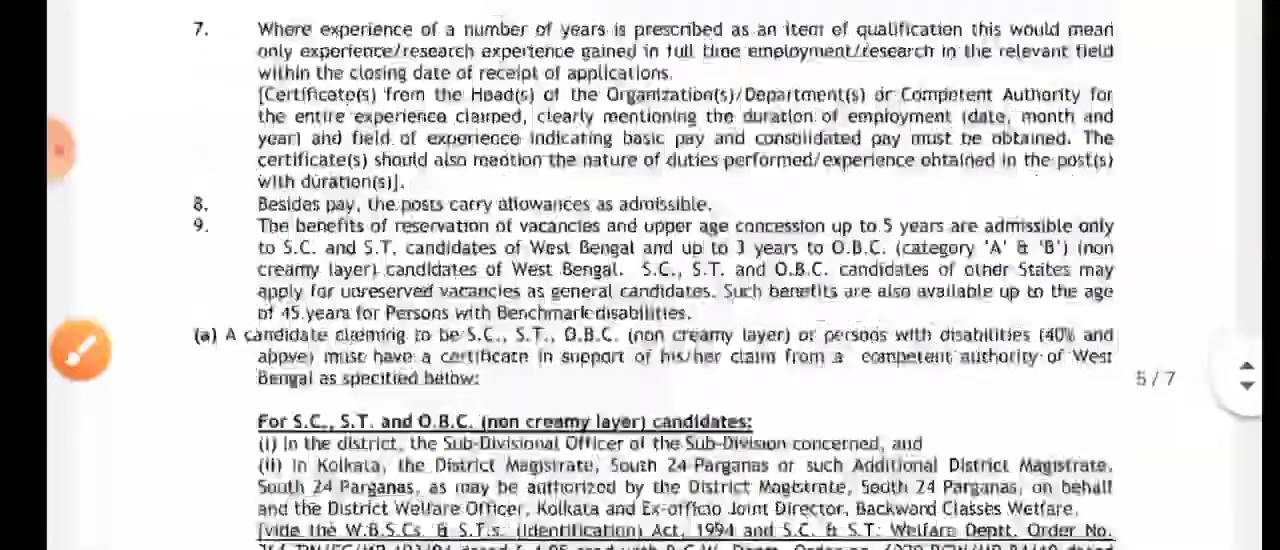 7. Where experience of a number of years is prescribed as an item of qualification this would mean
only experience/research experience gained in full time employment/research in the relevant field
within the closing date of receipt of applications.
[Certificate(s) from the Head(s) of the Organization(s)/Department(s) or Competent Authority for
the entire experience claimed, clearly mentioning the duration of employment (date, month and
year) and field of experience indicating basic pay and consolidated pay must be obtained. The
certificate(s) should also mention the nature of duties performed/experience obtained in the post(s)
with duration(s)].
8. Besides pay, the posts carry allowances as admissible.
9. The benefits of reservation of vacancies and upper age concession up to 5 years are admissible only
to S.C. and S.T. candidates of West Bengal and up to 3 years to O.B.C. (category 'A' & 'B') (non
creamy layer) candidates of West Bengal. S.C., S.T. and O.B.C. candidates of other States may
apply for unreserved vacancies as general candidates. Such benefits are also available up to the age
of 45 years for Persons with Benchmark disabilities.
(a) A candidate claiming to be S.C., S.T., O.B.C. (non creamy layer) or persons with disabilities (40% and
above) must have a certificate in support of his/her claim from a competent authority of West
Bengal as specified below:
5 / 7
For S.C., S.T. and O.B.C. (non creamy layer) candidates:
(i) In the district, the Sub-Divisional Officer of the Sub-Division concerned, and
(ii) In Kolkata, the District Magistrate, South 24-Parganas or such Additional District Magistrate,
South 24 Parganas, as may be authorized by the District Magistrate, South 24 Parganas, on behalf
and the District Welfare Officer, Kolkata and Ex-officio Joint Director, Backward Classes Welfare.
[vide the W.B.S.Cs. & S.T.s. (Identification) Act, 1994 and S.C. & S.T. Welfare Deptt. Order No.